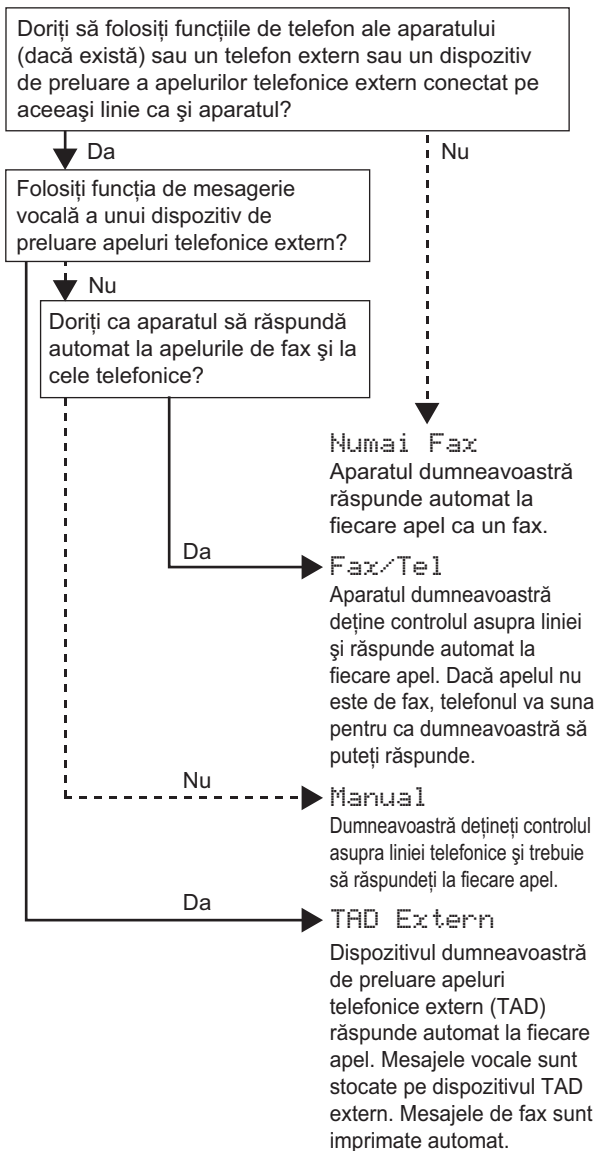 Doriți să folosiți funcțiile de telefon ale aparatului
(dacă există) sau un telefon extern sau un dispozitiv
de preluare a apelurilor telefonice extern conectat pe
aceeaşi linie ca şi aparatul?
Da
Nu
Folosiți funcția de mesagerie
vocală a unui dispozitiv de
preluare apeluri telefonice extern?
Nu
Doriți ca aparatul să răspundă
automat la apelurile de fax şi la
cele telefonice?
Numai Fax
Aparatul dumneavoastră
răspunde automat la
fiecare apel ca un fax.
Da
Fax/Tel
Aparatul dumneavoastră
deține controlul asupra liniei
şi răspunde automat la
fiecare apel. Dacă apelul nu
este de fax, telefonul va suna
pentru ca dumneavoastră să
puteți răspunde.
Nu
Manual
Dumneavoastră dețineți controlul
asupra liniei telefonice şi trebuie
să răspundeți la fiecare apel.
Da
TAD Extern
Dispozitivul dumneavoastră
de preluare apeluri
telefonice extern (TAD)
răspunde automat la fiecare
apel. Mesajele vocale sunt
stocate pe dispozitivul TAD
extern. Mesajele de fax sunt
imprimate automat.